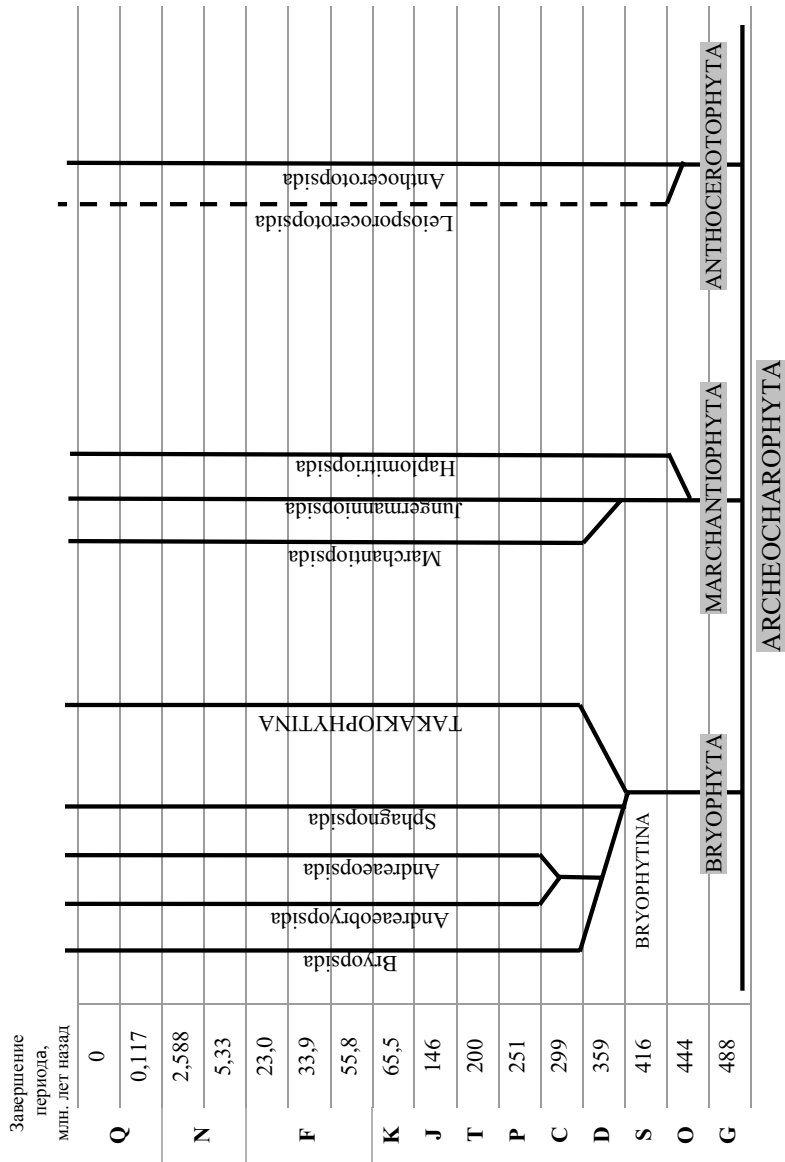 Завершение
периода,
млн. лет назад
Q
0
0,117
N
2,588
5,33
F
23,0
33,9
55,8
K
65,5
J
146
T
200
P
251
C
299
D
359
S
416
O
444
G
488
Bryopsida
Andreaeobryopsida
Andreaeopsida
Sphagnopsida
TAKAKIOPHYTINA
Marchantiopsida
Jungermanniopsida
Haplomitriopsida
Leiosporocerotopsida
Anthocerotopsida
BRYOPHYTINA
BRYOPHYTA
MARCHANTIOPHYTA
ANTHOCEROTOPHYTA
ARCHEOCHAROPHYTA